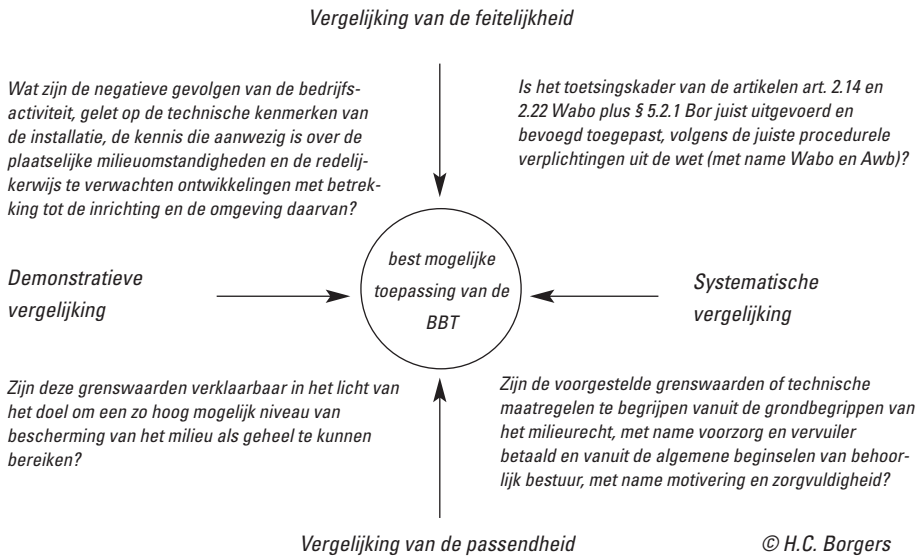 Vergelijking van de feitelijkheid
Wat zijn de negatieve gevolgen van de bedrijfs-
activiteit, gelet op de technische kenmerken van
de installatie, de kennis die aanwezig is over de
plaatselijke milieuomstandigheden en de redelij-
kerwijs te verwachten ontwikkelingen met betrek-
king tot de inrichting en de omgeving daarvan?
Is het toetsingskader van de artikelen art. 2.14 en
2.22 Wabo plus § 5.2.1 Bor juist uitgevoerd en
bevoegd toegepast, volgens de juiste procedurele
verplichtingen uit de wet (met name Wabo en Awb)?
Demonstratieve
vergelijking
best mogelijke
toepassing van de
BBT
Systematische
vergelijking
Zijn deze grenswaarden verklaarbaar in het licht van
het doel om een zo hoog mogelijk niveau van
bescherming van het milieu als geheel te kunnen
bereiken?
Zijn de voorgestelde grenswaarden of technische
maatregelen te begrijpen vanuit de grondbegrippen van
het milieurecht, met name voorzorg en vervuiler
betaald en vanuit de algemene beginselen van behoor-
lijk bestuur, met name motivering en zorgvuldigheid?
Vergelijking van de passendheid
© H.C. Borgers